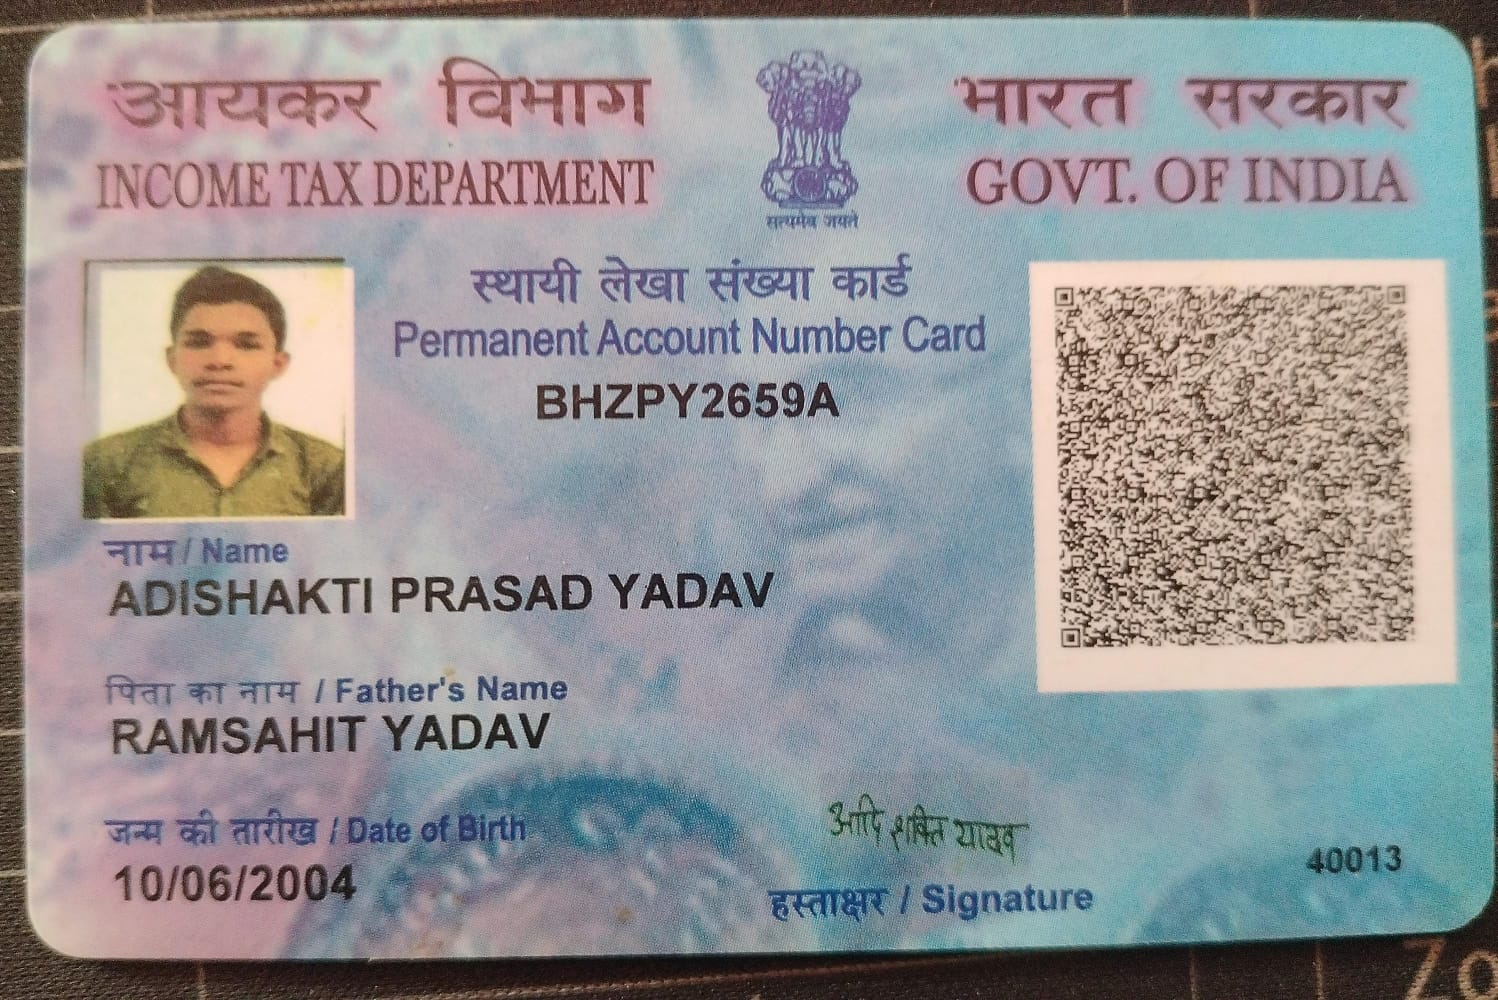 आयकर विभाग
INCOME TAX DEPARTMENT
सत्यमेव जयते
भारत सरकार
GOVT. OF INDIA
स्थायी लेखा संख्या कार्ड
Permanent Account Number Card
BHZPY2659A
नाम / Name
ADISHAKTI PRASAD YADAV
पिता का नाम / Father's Name
RAMSAHIT YADAV
जन्म की तारीख / Date of Birth
10/06/2004
आदि शक्ति यादव
हस्ताक्षर / Signature
40013